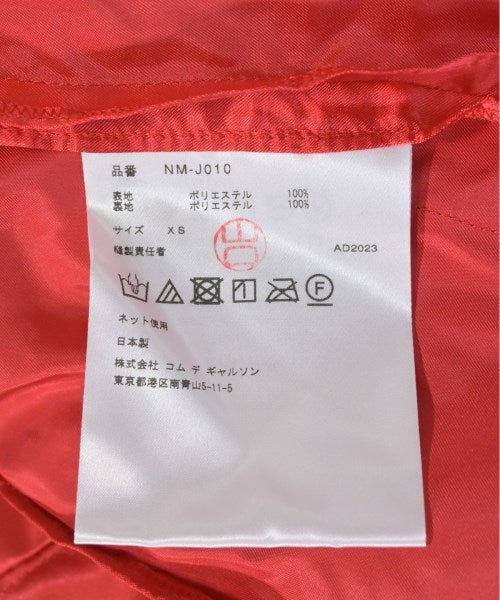 品番 NM-J010
表地 ポリエステル 100%
裏地 ポリエステル 100%
サイズ XS
縫製責任者 AD2023
F
ネット使用
日本製
株式会社 コム デ ギャルソン
東京都港区南青山5-11-5